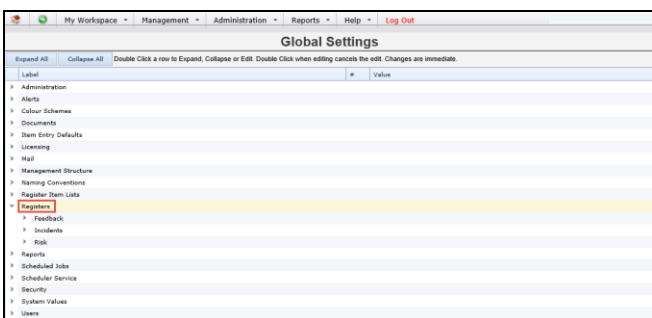 My Workspace Management Administration Reports Help Log Out
Global Settings
Expand All Collapse All Double Click a row to Expand, Collapse or Edit. Double Click when editing cancels the edit. Changes are immediate.
Label # Value
Administration
Alerts
Colour Schemes
Documents
Item Entry Defaults
Licensing
Mail
Management Structure
Naming Conventions
Register Item Lists
Registers
Feedback
Incidents
Risk
Reports
Scheduled Jobs
Scheduler Service
Security
System Values
Users